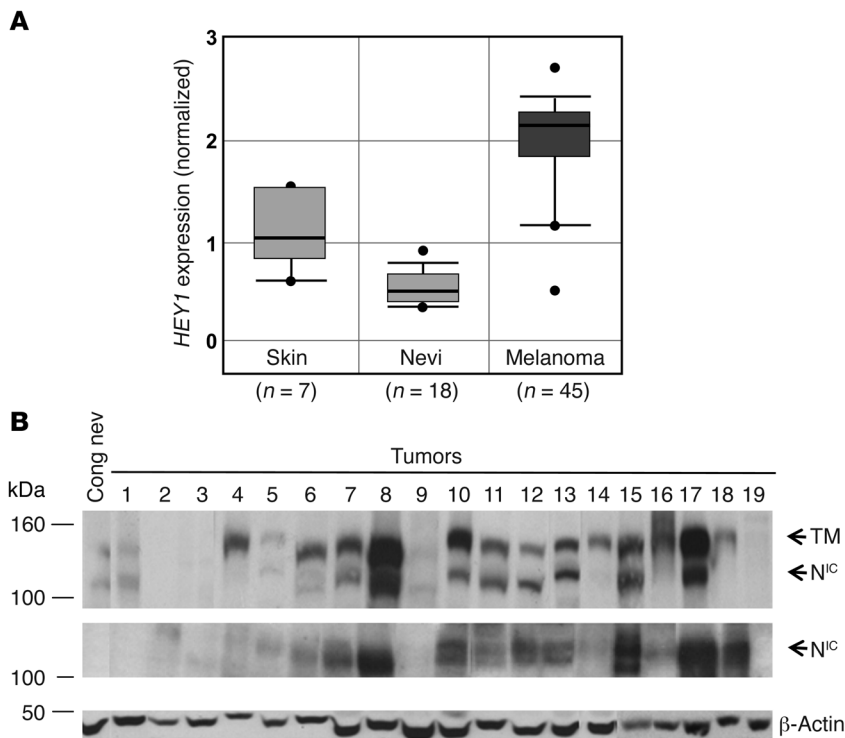 A
HEY1 expression (normalized)
3
2
1
0
Skin Nevi Melanoma
(n = 7) (n = 18) (n = 45)
B
Cong nev
Tumors
kDa
1 2 3 4 5 6 7 8 9 10 11 12 13 14 15 16 17 18 19
160
TM
Nᴵᶜ
100
Nᴵᶜ
100
50
β-Actin